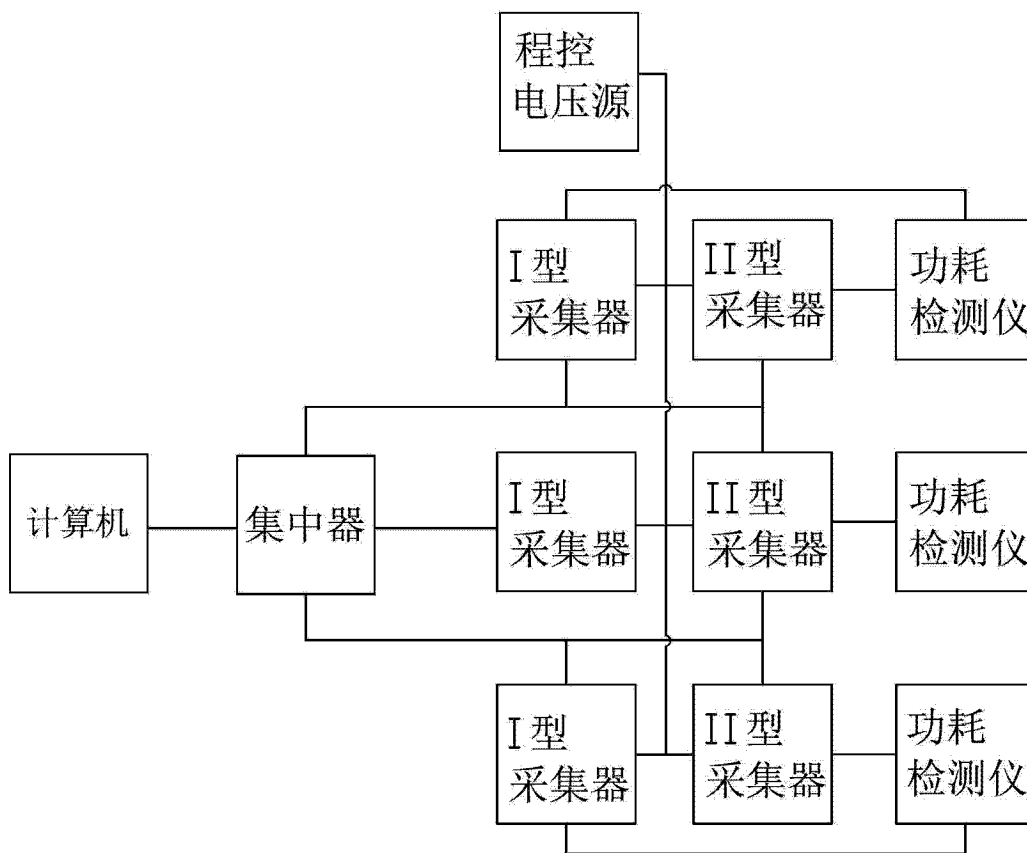 程控
电压源
I型
采集器
II型
采集器
功耗
检测仪
计算机
集中器
I型
采集器
II型
采集器
功耗
检测仪
I型
采集器
II型
采集器
功耗
检测仪